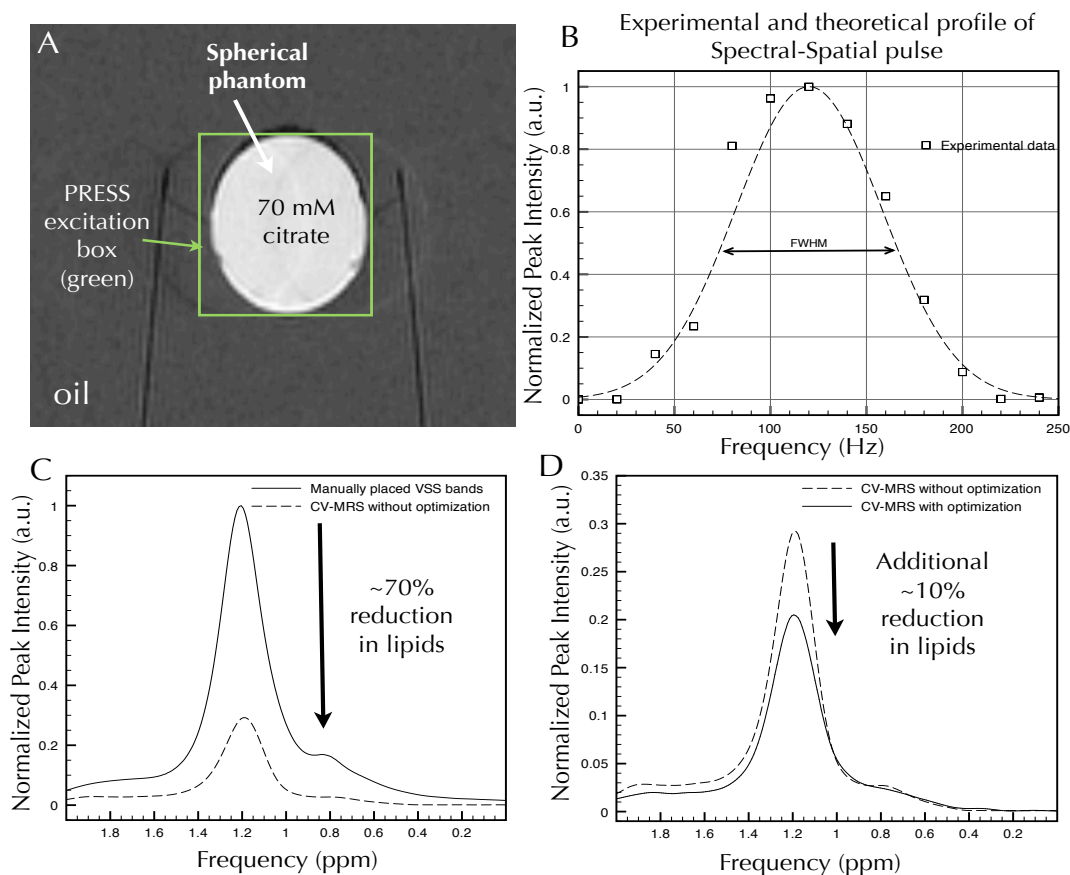 A
Spherical
phantom
PRESS
excitation
box
(green)
70 mM
citrate
oil
B
Experimental and theoretical profile of
Spectral-Spatial pulse
Normalized Peak Intensity (a.u.)
1
0.8
0.6
0.4
0.2
0
Experimental data
FWHM
0
50
100
150
200
250
Frequency (Hz)
C
Normalized Peak Intensity (a.u.)
1
0.8
0.6
0.4
0.2
0
Manually placed VSS bands
CV-MRS without optimization
~70%
reduction
in lipids
1.8
1.6
1.4
1.2
1
0.8
0.6
0.4
0.2
Frequency (ppm)
D
Normalized Peak Intensity (a.u.)
0.35
0.3
0.25
0.2
0.15
0.1
0.05
0
CV-MRS without optimization
CV-MRS with optimization
Additional
~10%
reduction
in lipids
1.8
1.6
1.4
1.2
1
0.8
0.6
0.4
0.2
Frequency (ppm)